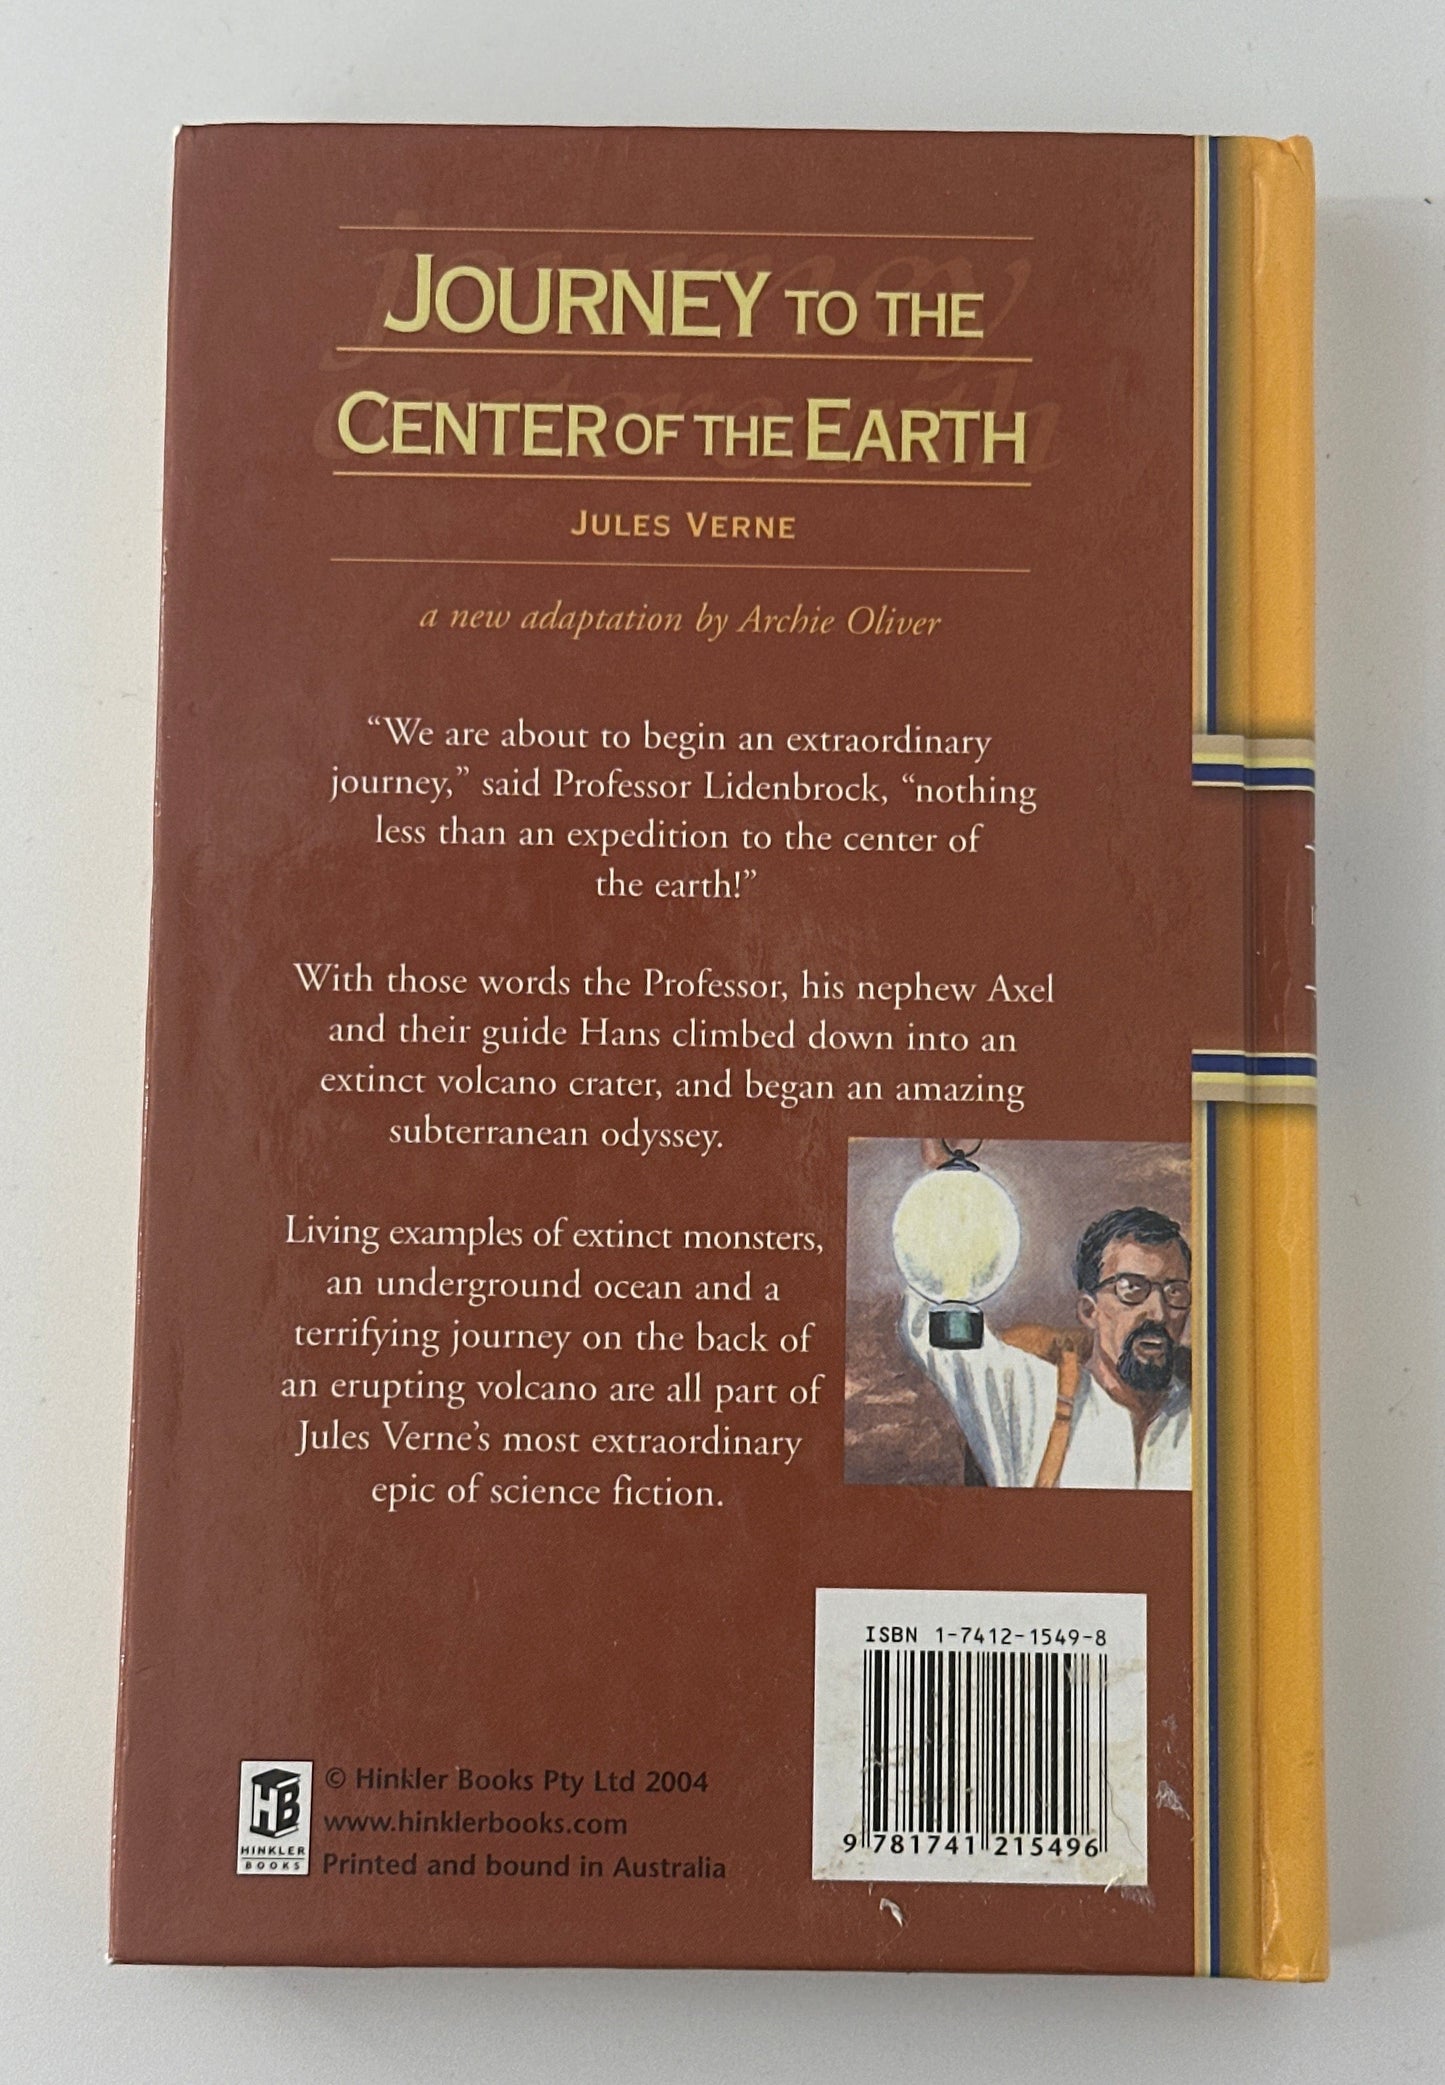 JOURNEY TO THE
CENTER OF THE EARTH
JULES VERNE
a new adaptation by Archie Oliver
“We are about to begin an extraordinary
journey,” said Professor Lidenbrock, “nothing
less than an expedition to the center of
the earth!”
With those words the Professor, his nephew Axel
and their guide Hans climbed down into an
extinct volcano crater, and began an amazing
subterranean odyssey.
Living examples of extinct monsters,
an underground ocean and a
terrifying journey on the back of
an erupting volcano are all part of
Jules Verne’s most extraordinary
epic of science fiction.
ISBN 1-7412-1549-8
9 781741 215496
HB
HINKLER
BOOKS
© Hinkler Books Pty Ltd 2004
www.hinklerbooks.com
Printed and bound in Australia